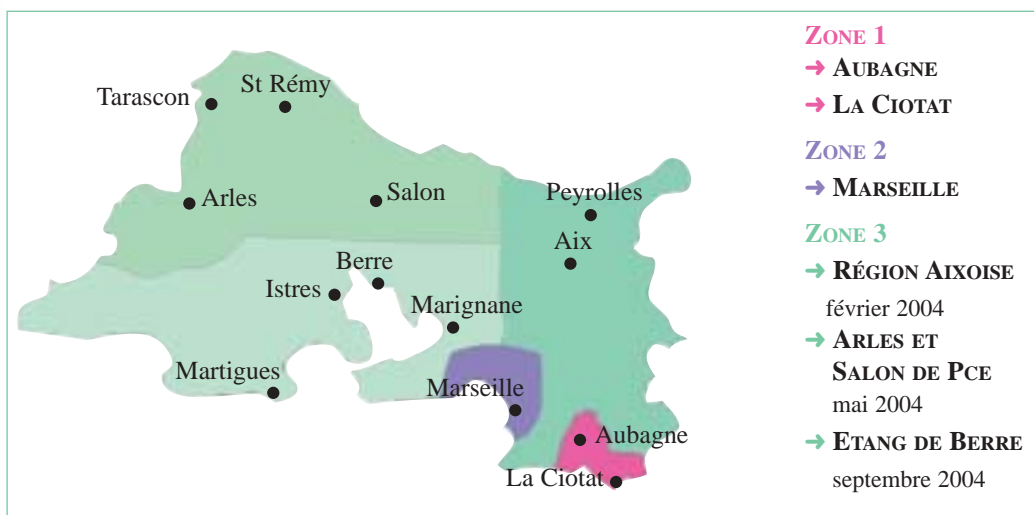 Tarascon
St Rémy
Arles
Salon
Peyrolles
Aix
Berre
Istres
Marignane
Martigues
Marseille
Aubagne
La Ciotat
ZONE 1
➜ AUBAGNE
➜ LA CIOTAT
ZONE 2
➜ MARSEILLE
ZONE 3
➜ RÉGION AIXOISE
février 2004
➜ ARLES ET
SALON DE PCE
mai 2004
➜ ETANG DE BERRE
septembre 2004